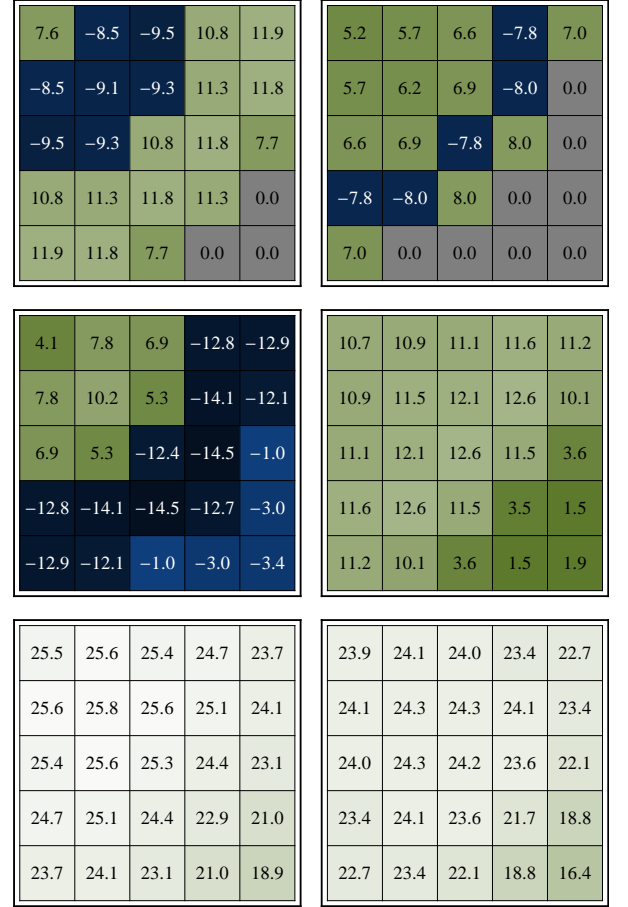 7.6 −8.5 −9.5 10.8 11.9
−8.5 −9.1 −9.3 11.3 11.8
−9.5 −9.3 10.8 11.8 7.7
10.8 11.3 11.8 11.3 0.0
11.9 11.8 7.7 0.0 0.0
5.2 5.7 6.6 −7.8 7.0
5.7 6.2 6.9 −8.0 0.0
6.6 6.9 −7.8 8.0 0.0
−7.8 −8.0 8.0 0.0 0.0
7.0 0.0 0.0 0.0 0.0
4.1 7.8 6.9 −12.8 −12.9
7.8 10.2 5.3 −14.1 −12.1
6.9 5.3 −12.4 −14.5 −1.0
−12.8 −14.1 −14.5 −12.7 −3.0
−12.9 −12.1 −1.0 −3.0 −3.4
10.7 10.9 11.1 11.6 11.2
10.9 11.5 12.1 12.6 10.1
11.1 12.1 12.6 11.5 3.6
11.6 12.6 11.5 3.5 1.5
11.2 10.1 3.6 1.5 1.9
25.5 25.6 25.4 24.7 23.7
25.6 25.8 25.6 25.1 24.1
25.4 25.6 25.3 24.4 23.1
24.7 25.1 24.4 22.9 21.0
23.7 24.1 23.1 21.0 18.9
23.9 24.1 24.0 23.4 22.7
24.1 24.3 24.3 24.1 23.4
24.0 24.3 24.2 23.6 22.1
23.4 24.1 23.6 21.7 18.8
22.7 23.4 22.1 18.8 16.4